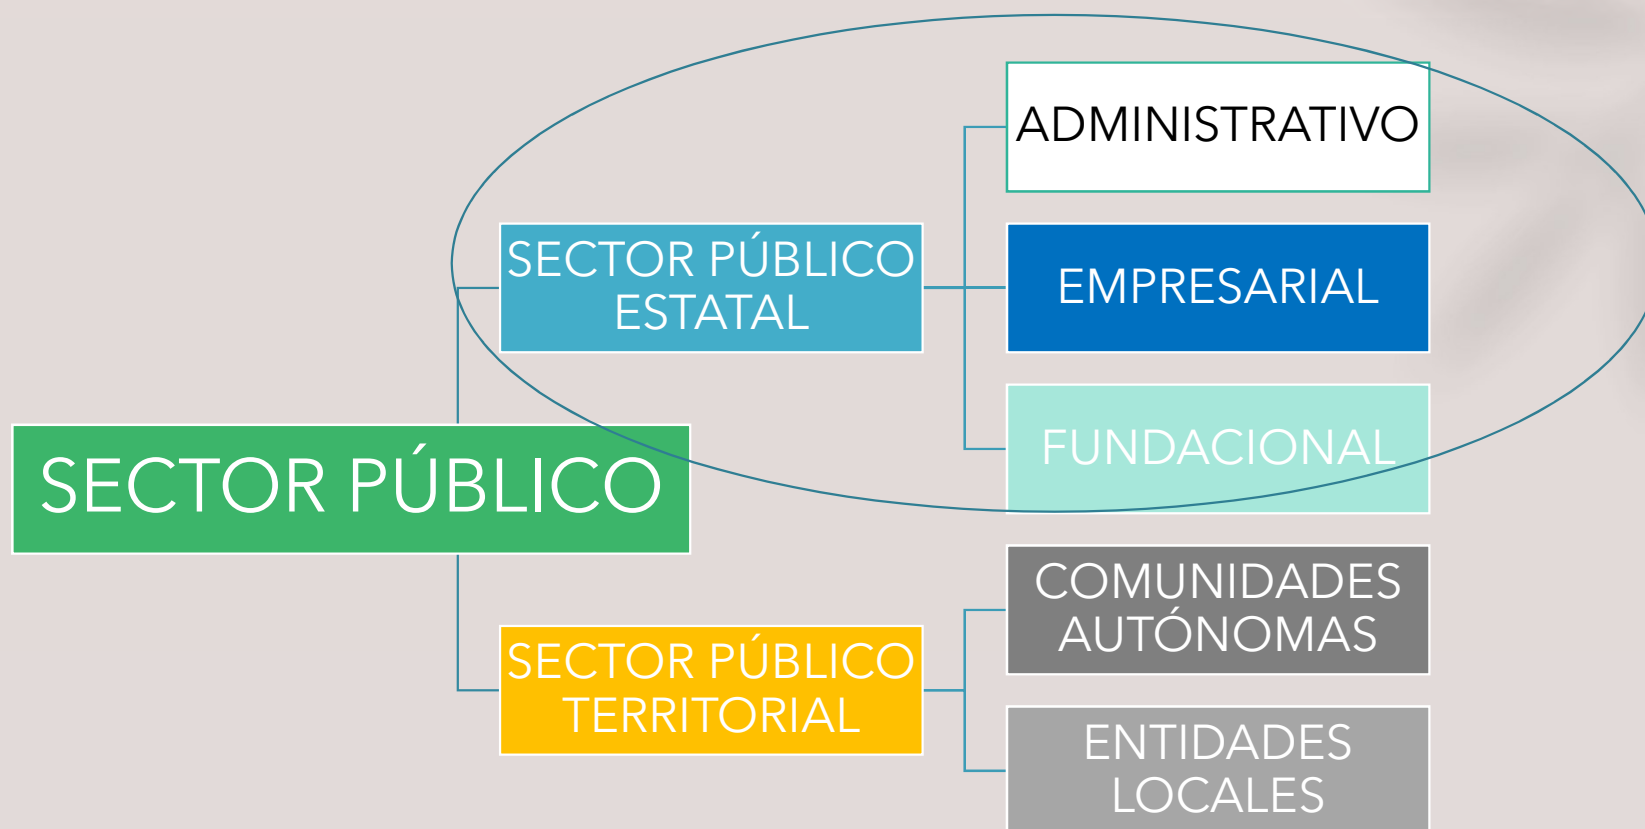 SECTOR PÚBLICO
SECTOR PÚBLICO
ESTATAL
ADMINISTRATIVO
EMPRESARIAL
FUNDACIONAL
SECTOR PÚBLICO
TERRITORIAL
COMUNIDADES
AUTÓNOMAS
ENTIDADES
LOCALES